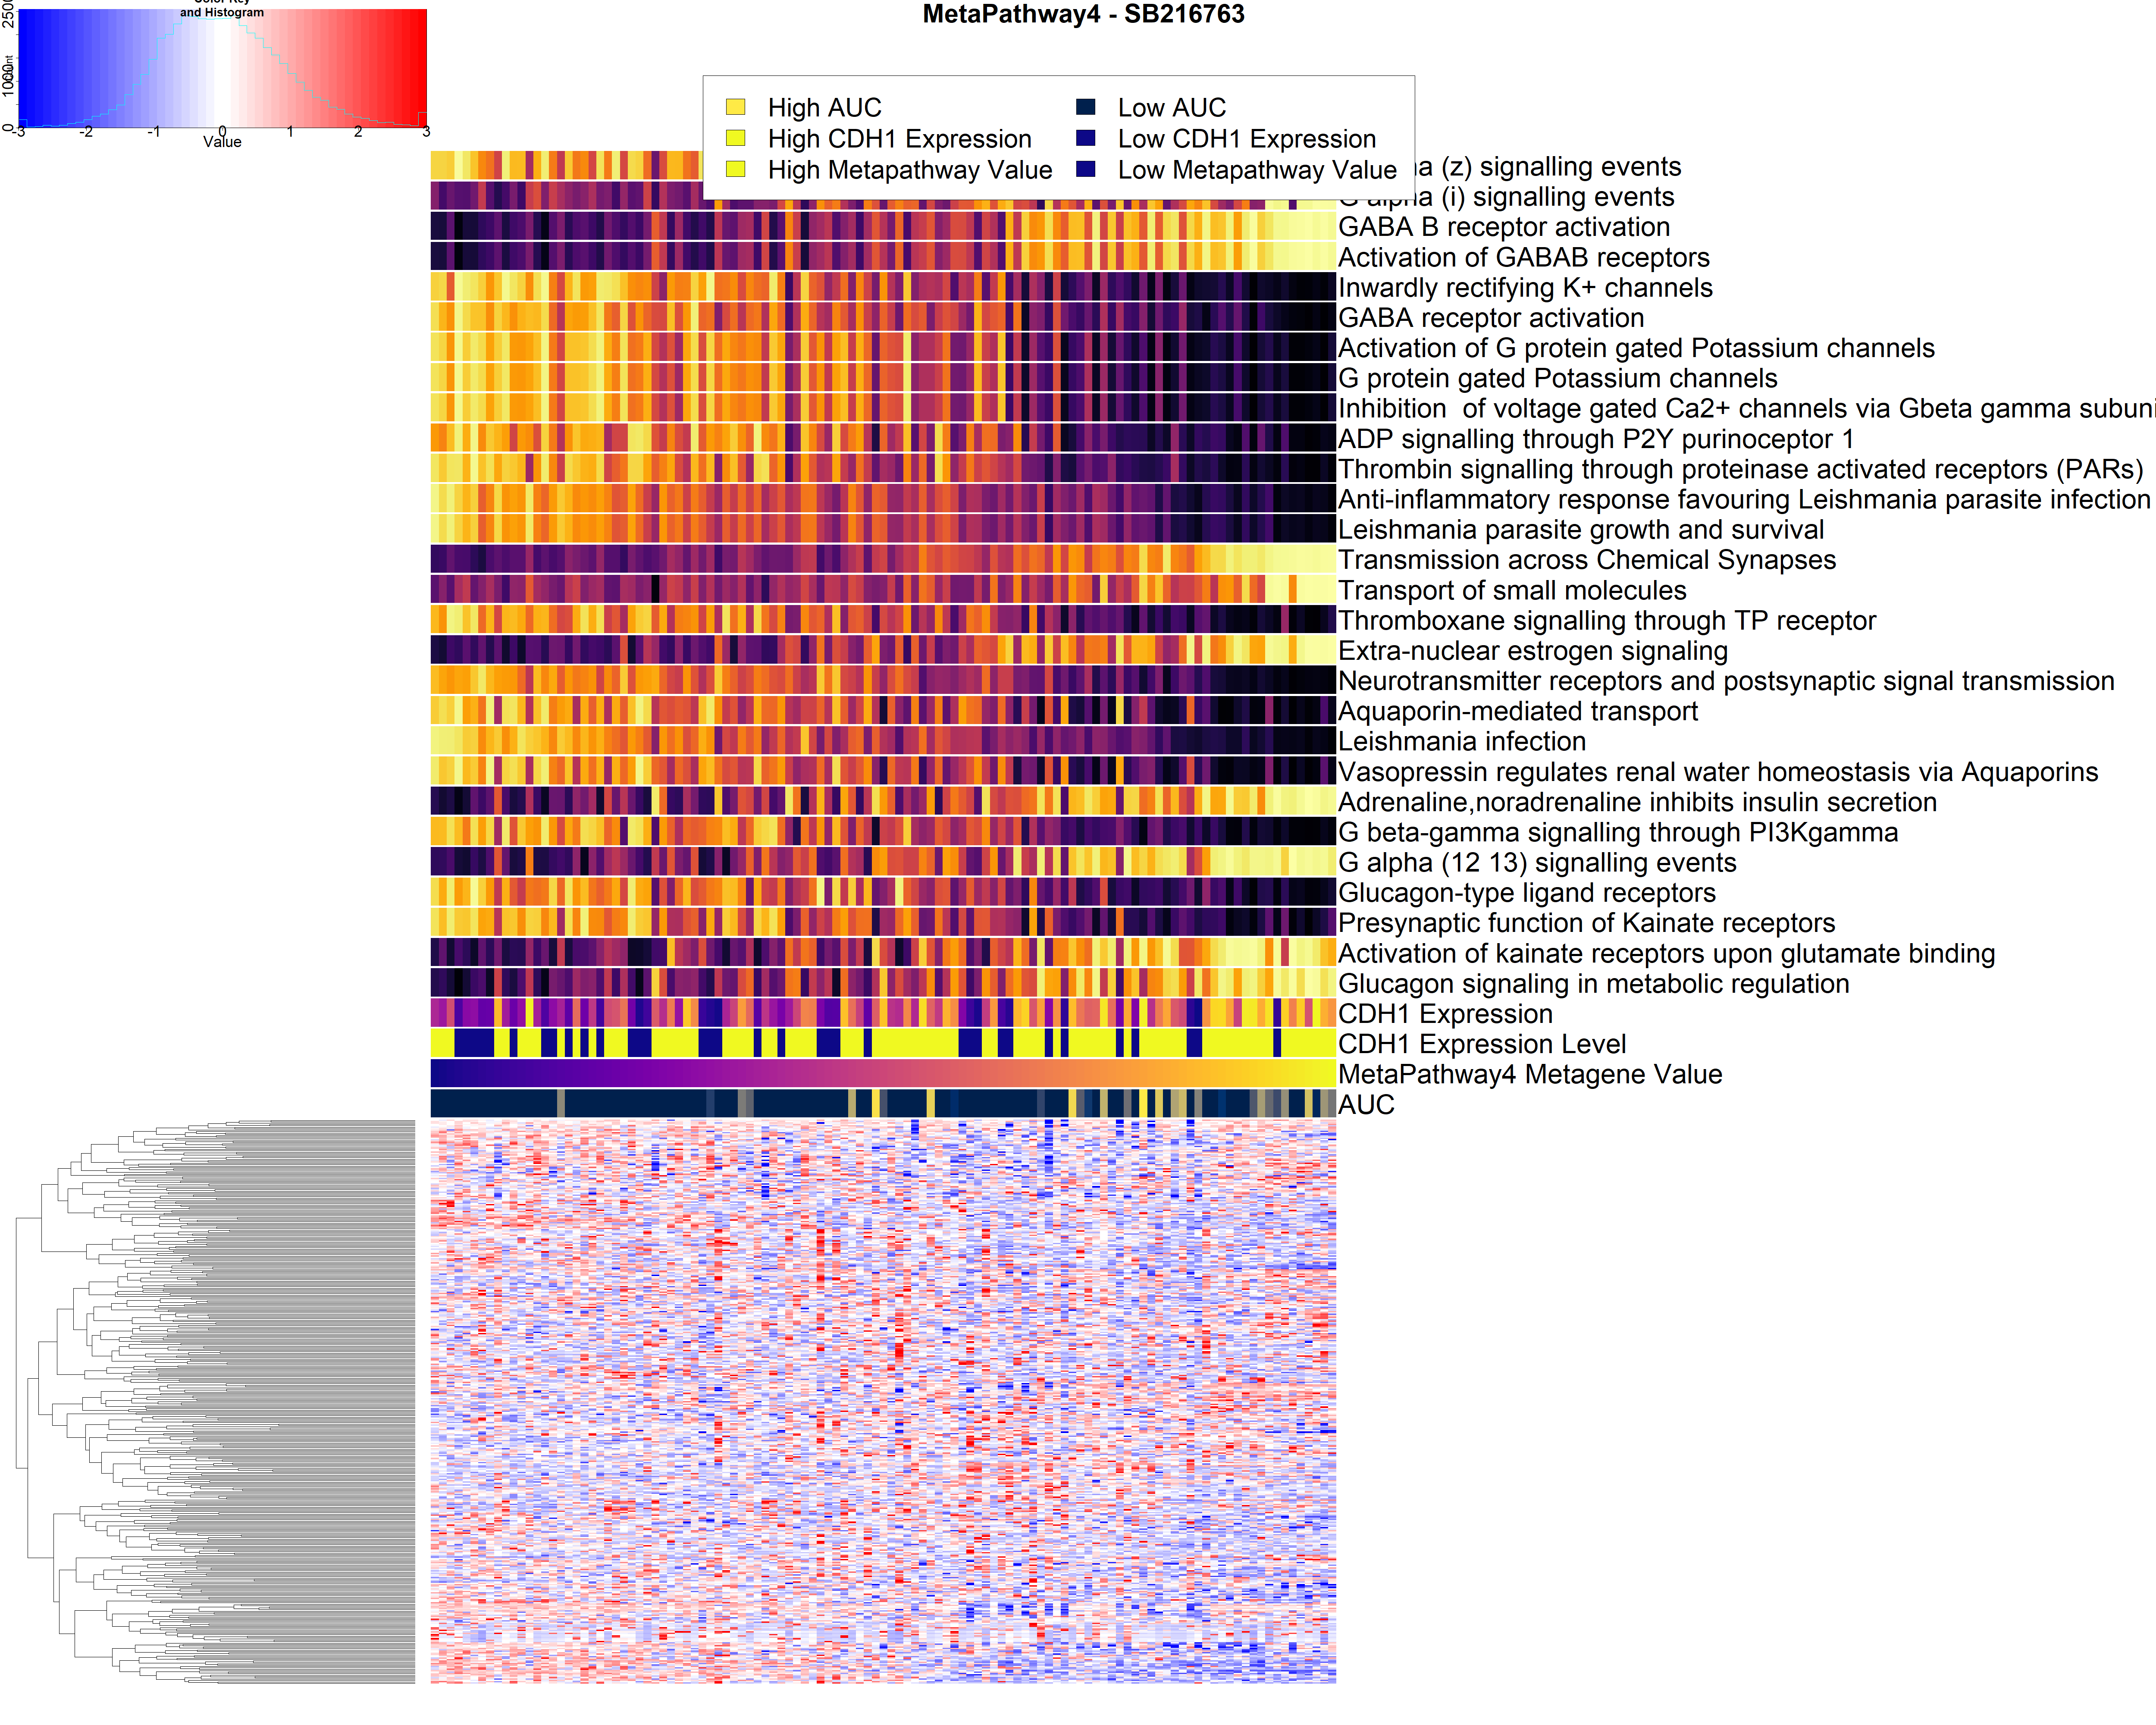 MetaPathway4 - SB216763
and Histogram
0
1000
-3 -2 -1 0 1 2 3
Value
High AUC
High CDH1 Expression
High Metapathway Value
Low AUC
Low CDH1 Expression
Low Metapathway Value
(z) signalling events
G alpha (i) signalling events
GABA B receptor activation
Activation of GABAB receptors
Inwardly rectifying K+ channels
GABA receptor activation
Activation of G protein gated Potassium channels
G protein gated Potassium channels
Inhibition of voltage gated Ca2+ channels via Gbeta gamma
ADP signalling through P2Y purinoceptor 1
Thrombin signalling through proteinase activated receptors (PARs)
Anti-inflammatory response favouring Leishmania parasite infection
Leishmania parasite growth and survival
Transmission across Chemical Synapses
Transport of small molecules
Thromboxane signalling through TP receptor
Extra-nuclear estrogen signaling
Neurotransmitter receptors and postsynaptic signal transmission
Aquaporin-mediated transport
Leishmania infection
Vasopressin regulates renal water homeostasis via Aquaporins
Adrenaline,noradrenaline inhibits insulin secretion
G beta-gamma signalling through PI3Kgamma
G alpha (12 13) signalling events
Glucagon-type ligand receptors
Presynaptic function of Kainate receptors
Activation of kainate receptors upon glutamate binding
Glucagon signaling in metabolic regulation
CDH1 Expression
CDH1 Expression Level
MetaPathway4 Metagene Value
AUC